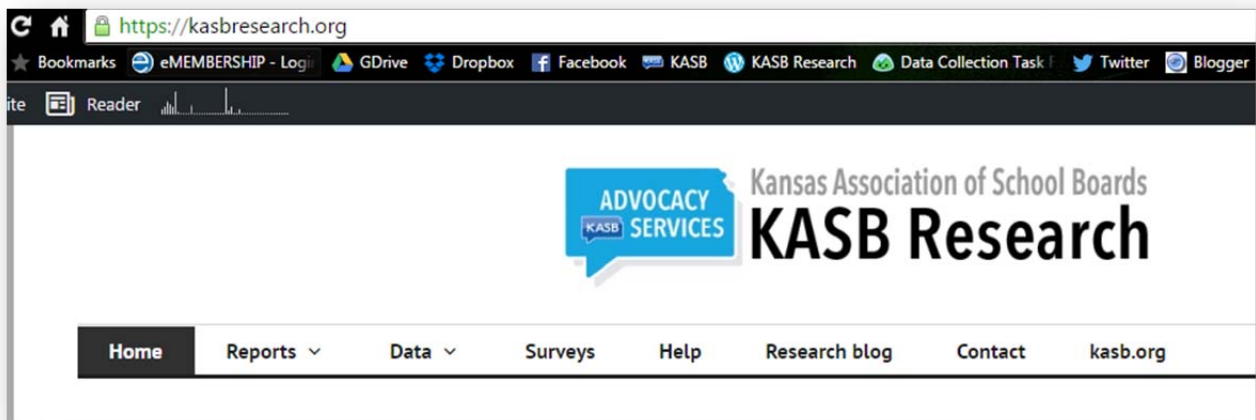 https://kasbresearch.org
Bookmarks eMEMBERSHIP - Logi GDrive Dropbox Facebook KASB KASB Research Data Collection Task F Twitter Blogger
ite Reader
ADVOCACY
KASB SERVICES
Kansas Association of School Boards
KASB Research
Home Reports Data Surveys Help Research blog Contact kasb.org